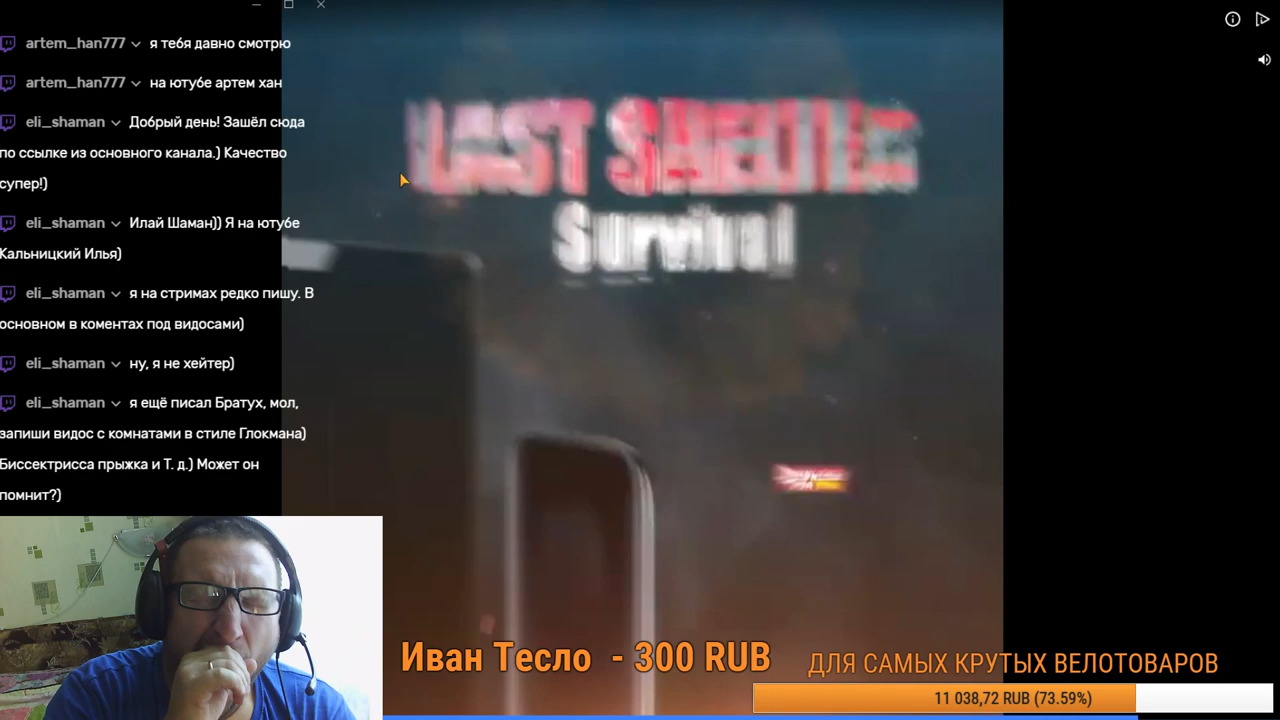 artem_han777 я тебя давно смотрю
artem_han777 на ютубе артем хан
eli_shaman Добрый день! Зашёл сюда
по ссылке из основного канала.) Качество
супер!)
eli_shaman Илай Шаман)) Я на ютубе
Кальницкий Илья)
eli_shaman я на стримах редко пишу. В
основном в коментах под видосами)
eli_shaman ну, я не хейтер)
eli_shaman я ещё писал Братух, мол,
запиши видос с комнатами в стиле Глокмана)
Биссектрисса прыжка и Т. д.) Может он
помнит?)
LAST SHELTER
Survival
Иван Тесло - 300 RUB
ДЛЯ САМЫХ КРУТЫХ ВЕЛОТОВАРОВ
11 038,72 RUB (73.59%)